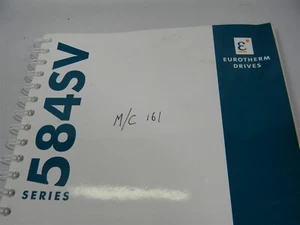 584SV
SERIES
M/C 161
EUROTHERM
DRIVES